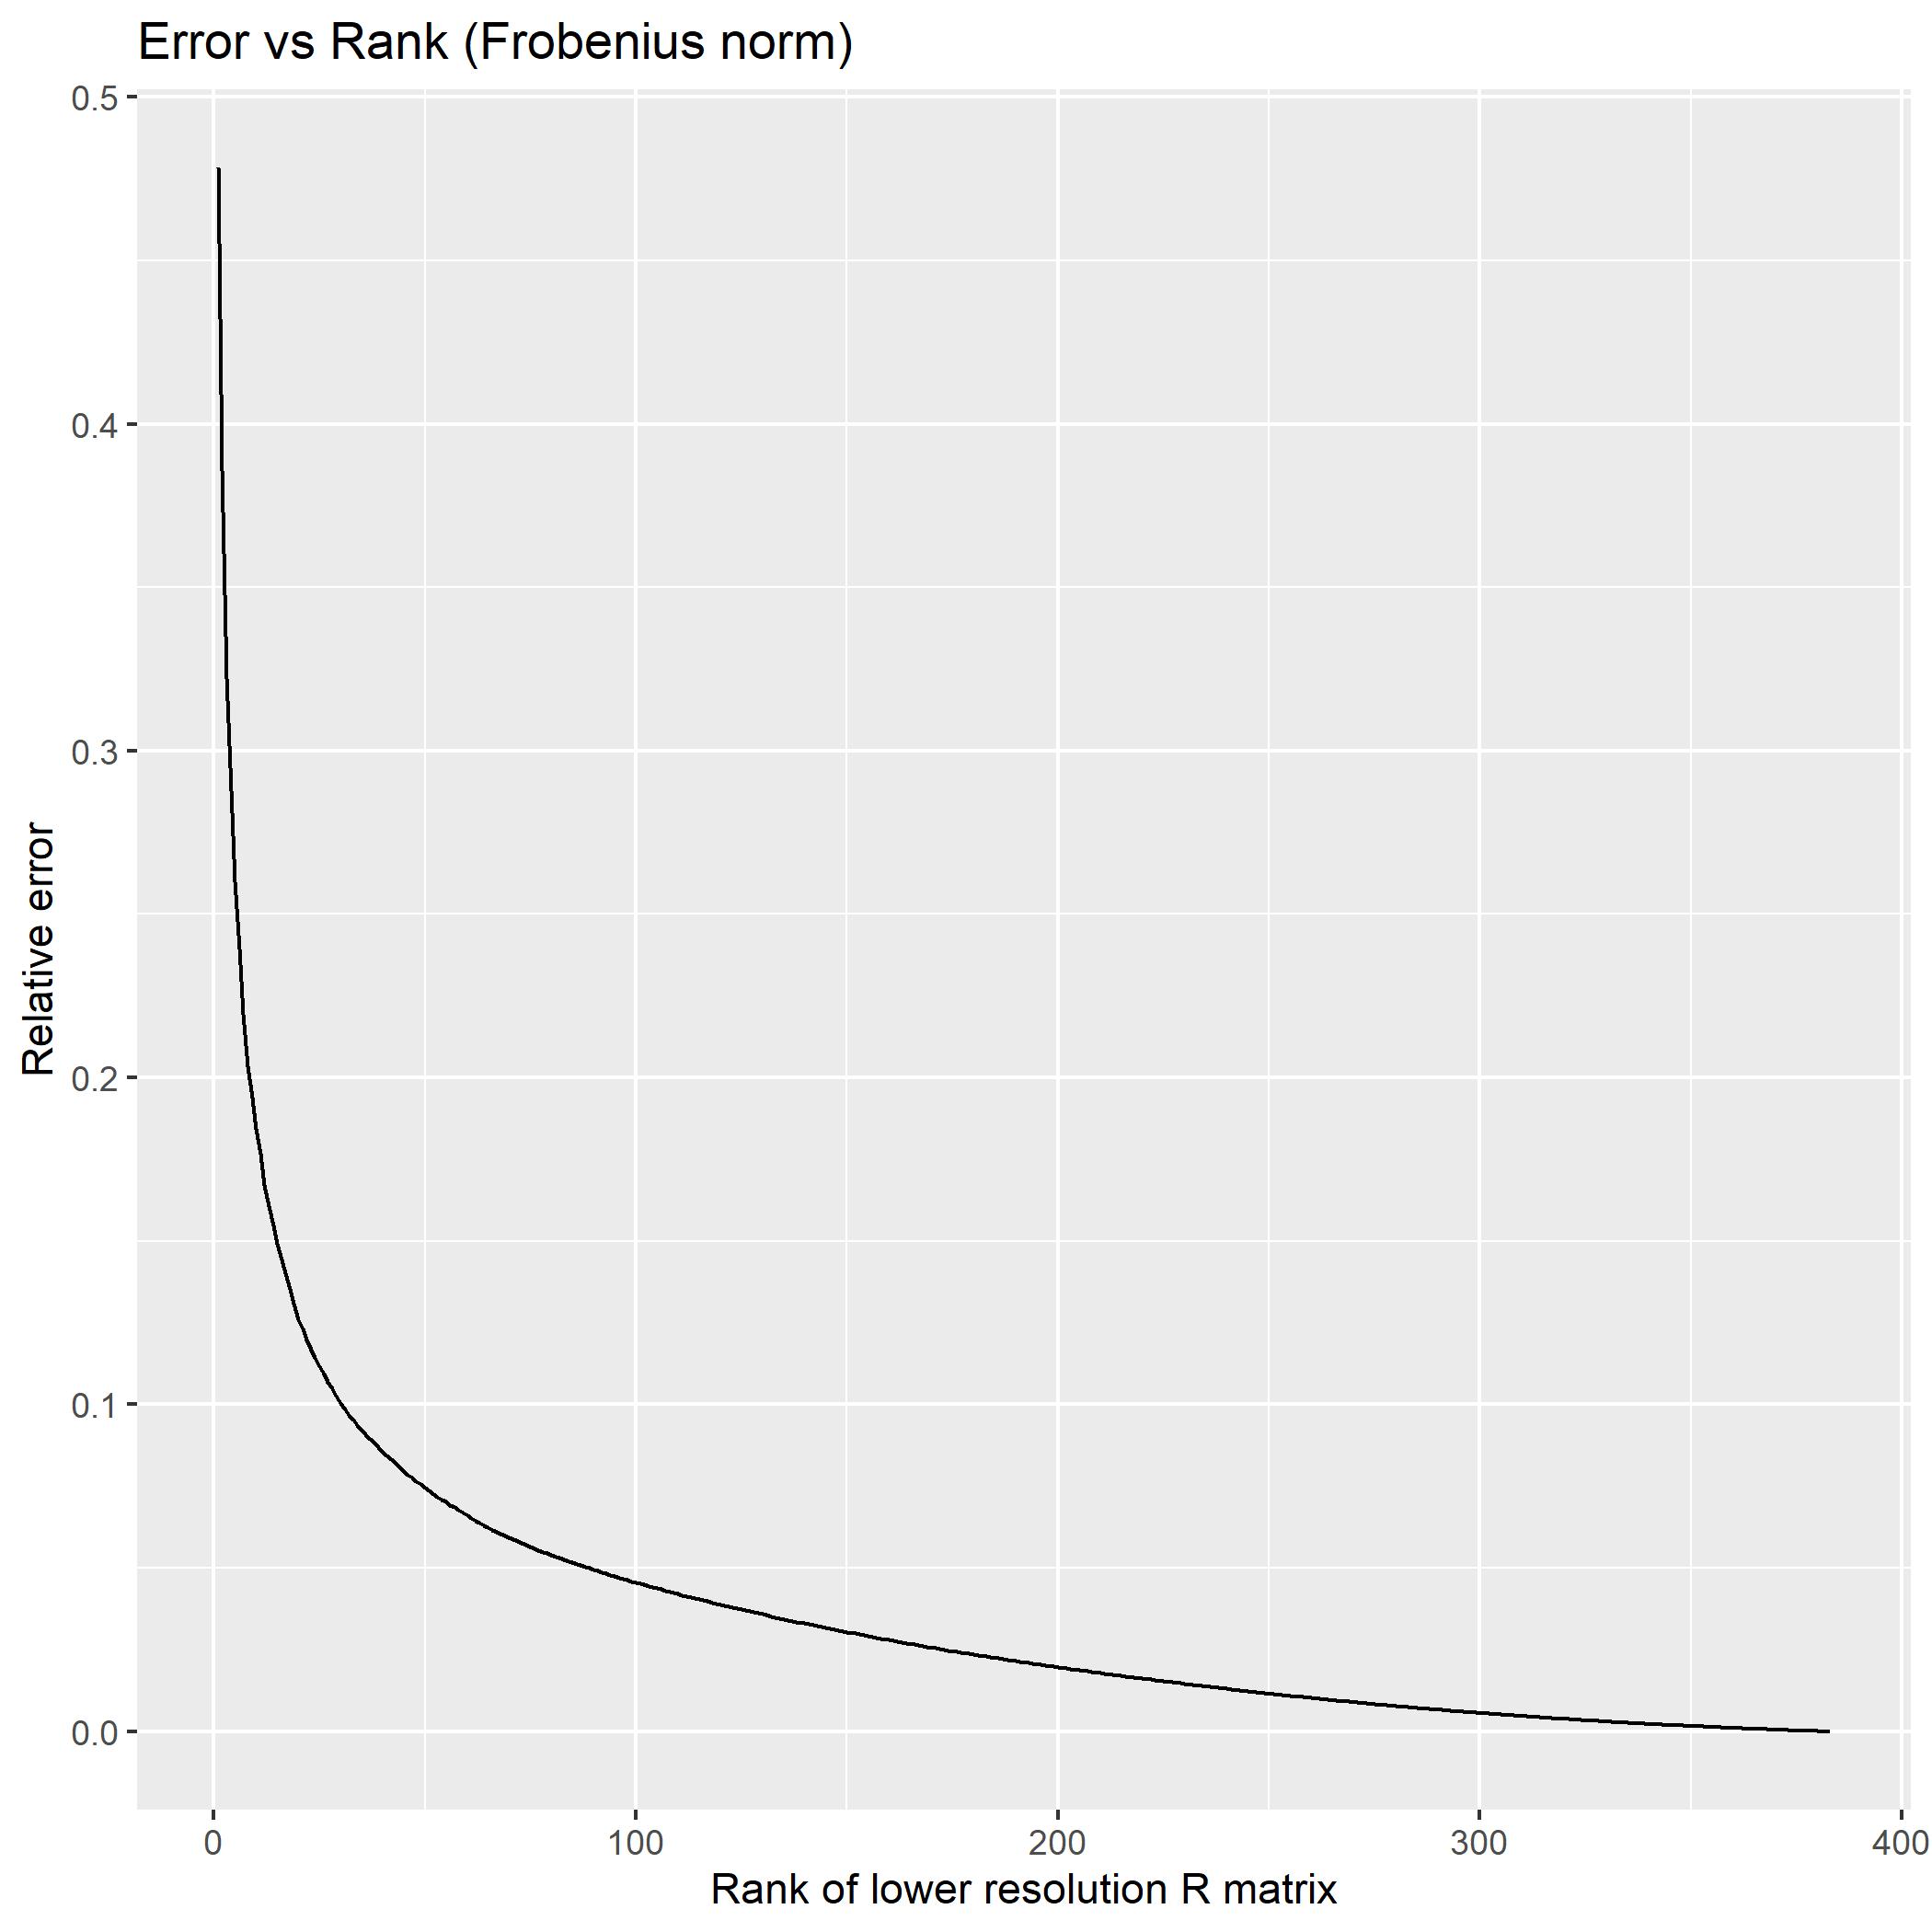 Error vs Rank (Frobenius norm)
Relative error
0.5
0.4
0.3
0.2
0.1
0.0
0 100 200 300 400
Rank of lower resolution R matrix